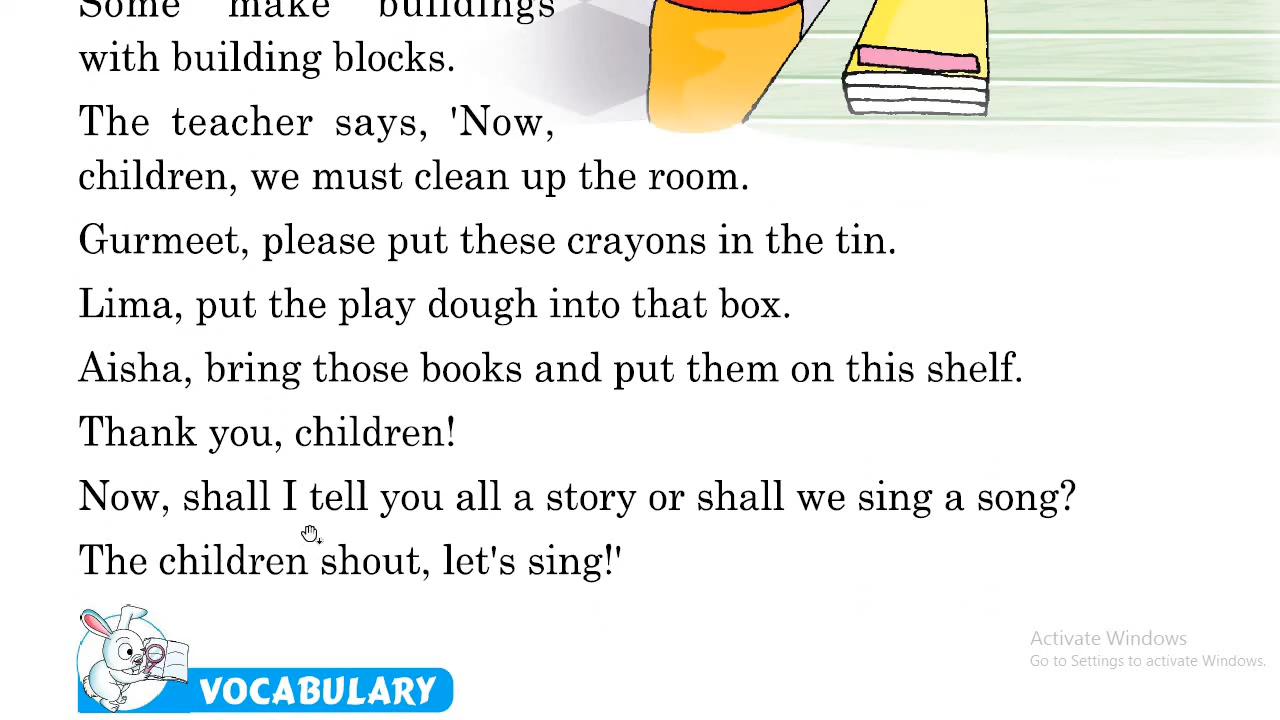 Some make buildings
with building blocks.
The teacher says, 'Now,
children, we must clean up the room.
Gurmeet, please put these crayons in the tin.
Lima, put the play dough into that box.
Aisha, bring those books and put them on this shelf.
Thank you, children!
Now, shall I tell you all a story or shall we sing a song?
The children shout, let's sing!'
VOCABULARY
Activate Windows
Go to Settings to activate Windows.